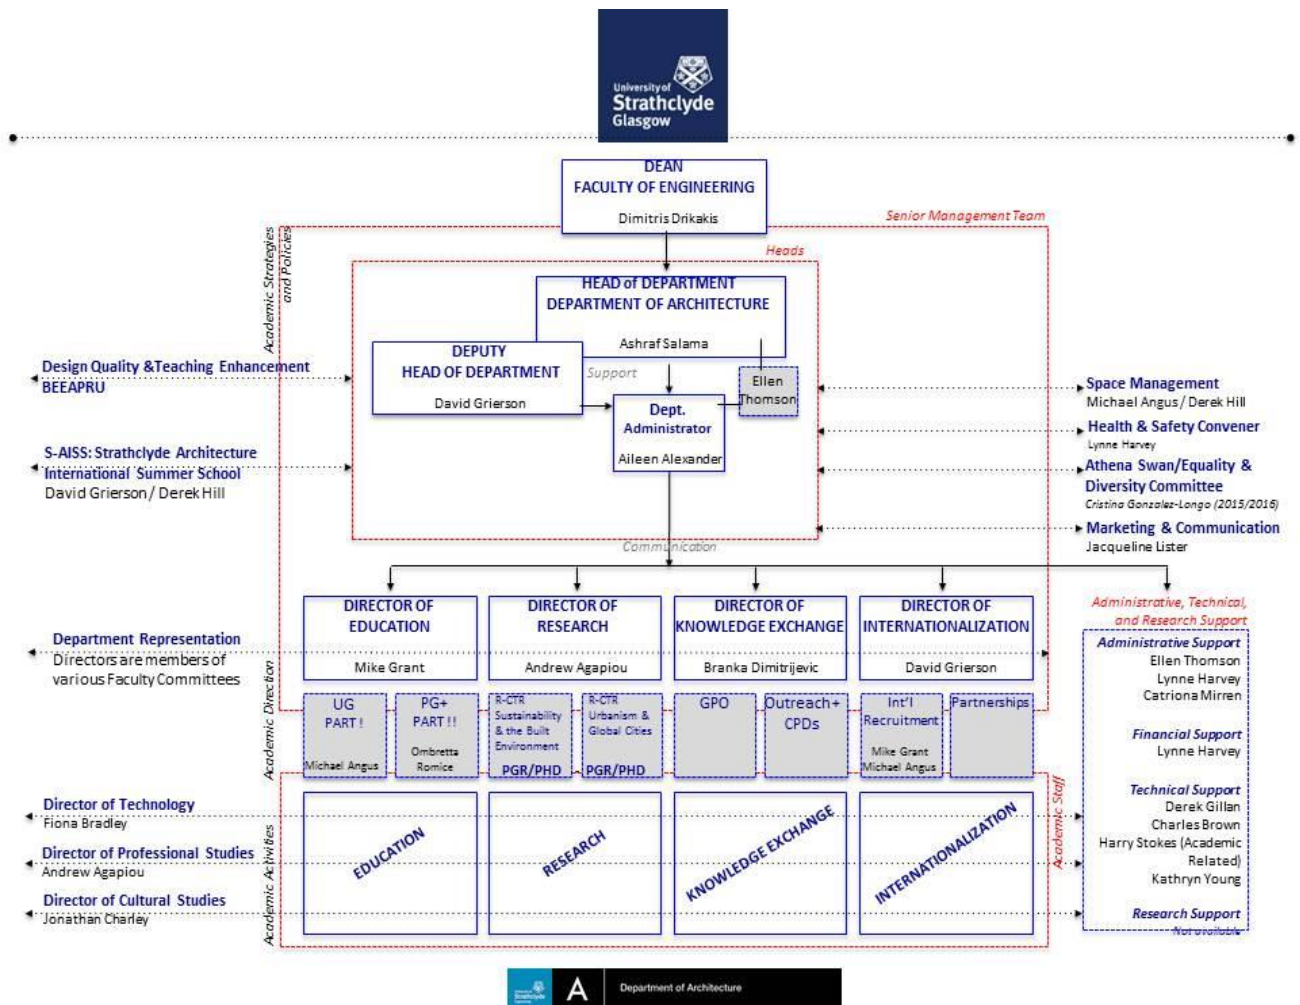 University of
Strathclyde
Glasgow
DEAN
FACULTY OF ENGINEERING
Dimitris Drikakis
Senior Management Team
Academic Strategies
and Policies
Heads
HEAD of DEPARTMENT
DEPARTMENT OF ARCHITECTURE
Ashraf Salama
DEPUTY
HEAD OF DEPARTMENT
David Grierson
Support
Ellen
Thomson
Dept.
Administrator
Aileen Alexander
Design Quality &Teaching Enhancement
BEEAPRU
S-AISS: Strathclyde Architecture
International Summer School
David Grierson / Derek Hill
Space Management
Michael Angus / Derek Hill
Health & Safety Convener
Lynne Harvey
Athena Swan/Equality &
Diversity Committee
Cristina Gonzalez-Longo (2015/2016)
Marketing & Communication
Jacqueline Lister
Communication
DIRECTOR OF
EDUCATION
Mike Grant
DIRECTOR OF
RESEARCH
Andrew Agapiou
DIRECTOR OF
KNOWLEDGE EXCHANGE
Branka Dimitrijevic
DIRECTOR OF
INTERNATIONALIZATION
David Grierson
Department Representation
Directors are members of
various Faculty Committees
Academic Direction
UG
PART !
Michael Angus
PG+
PART !!
Ombretta
Romice
R-CTR
Sustainability
& the Built
Environment
PGR/PHD
R-CTR
Urbanism &
Global Cities
PGR/PHD
GPO
Outreach+
CPDs
Int'l
Recruitment
Mike Grant
Michael Angus
Partnerships
Administrative, Technical,
and Research Support
Administrative Support
Ellen Thomson
Lynne Harvey
Catriona Mirren
Financial Support
Lynne Harvey
Technical Support
Derek Gillan
Charles Brown
Harry Stokes (Academic
Related)
Kathryn Young
Research Support
Not available
Director of Technology
Fiona Bradley
Director of Professional Studies
Andrew Agapiou
Director of Cultural Studies
Jonathan Charley
Academic Activities
EDUCATION
RESEARCH
KNOWLEDGE EXCHANGE
INTERNATIONALIZATION
Academic Staff
A
Department of Architecture